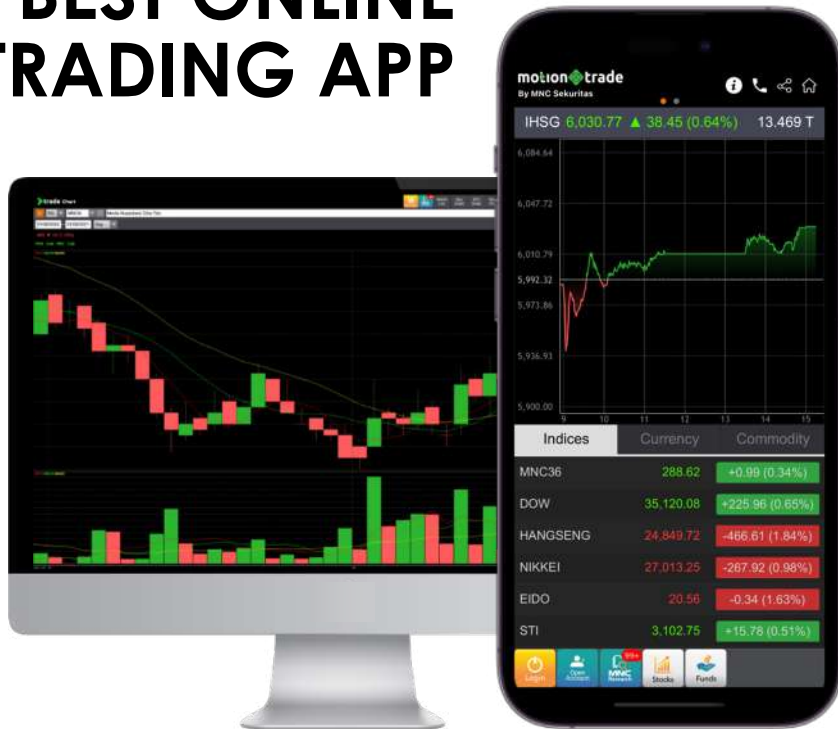 BEST ONLINE
TRADING APP
motion trade
By MNC Sekuritas
IHSG 6,030.77 ▲ 38.45 (0.64%) 13.469 T
6,084.64
6,047.72
6,010.79
5,992.32
5,973.86
5,936.93
5,900.00
9 10 11 12 13 14 15
Indices Currency Commodity
MNC36 288.62 +0.99 (0.34%)
DOW 35,120.08 +225.96 (0.65%)
HANGSENG 24,849.72 -466.61 (1.84%)
NIKKEI 27,013.25 -267.92 (0.98%)
EIDO 20.56 -0.34 (1.63%)
STI 3,102.75 +15.78 (0.51%)
99+
Login
Open
Account
MNC
Research
Stocks
Funds
trade Chart